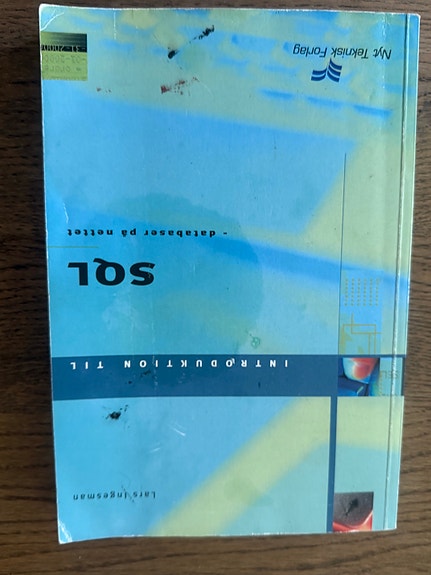 Lars Ingesman
INTRODUKTION TIL
SQL
- databaser på nettet
Nyt Teknisk Forlag